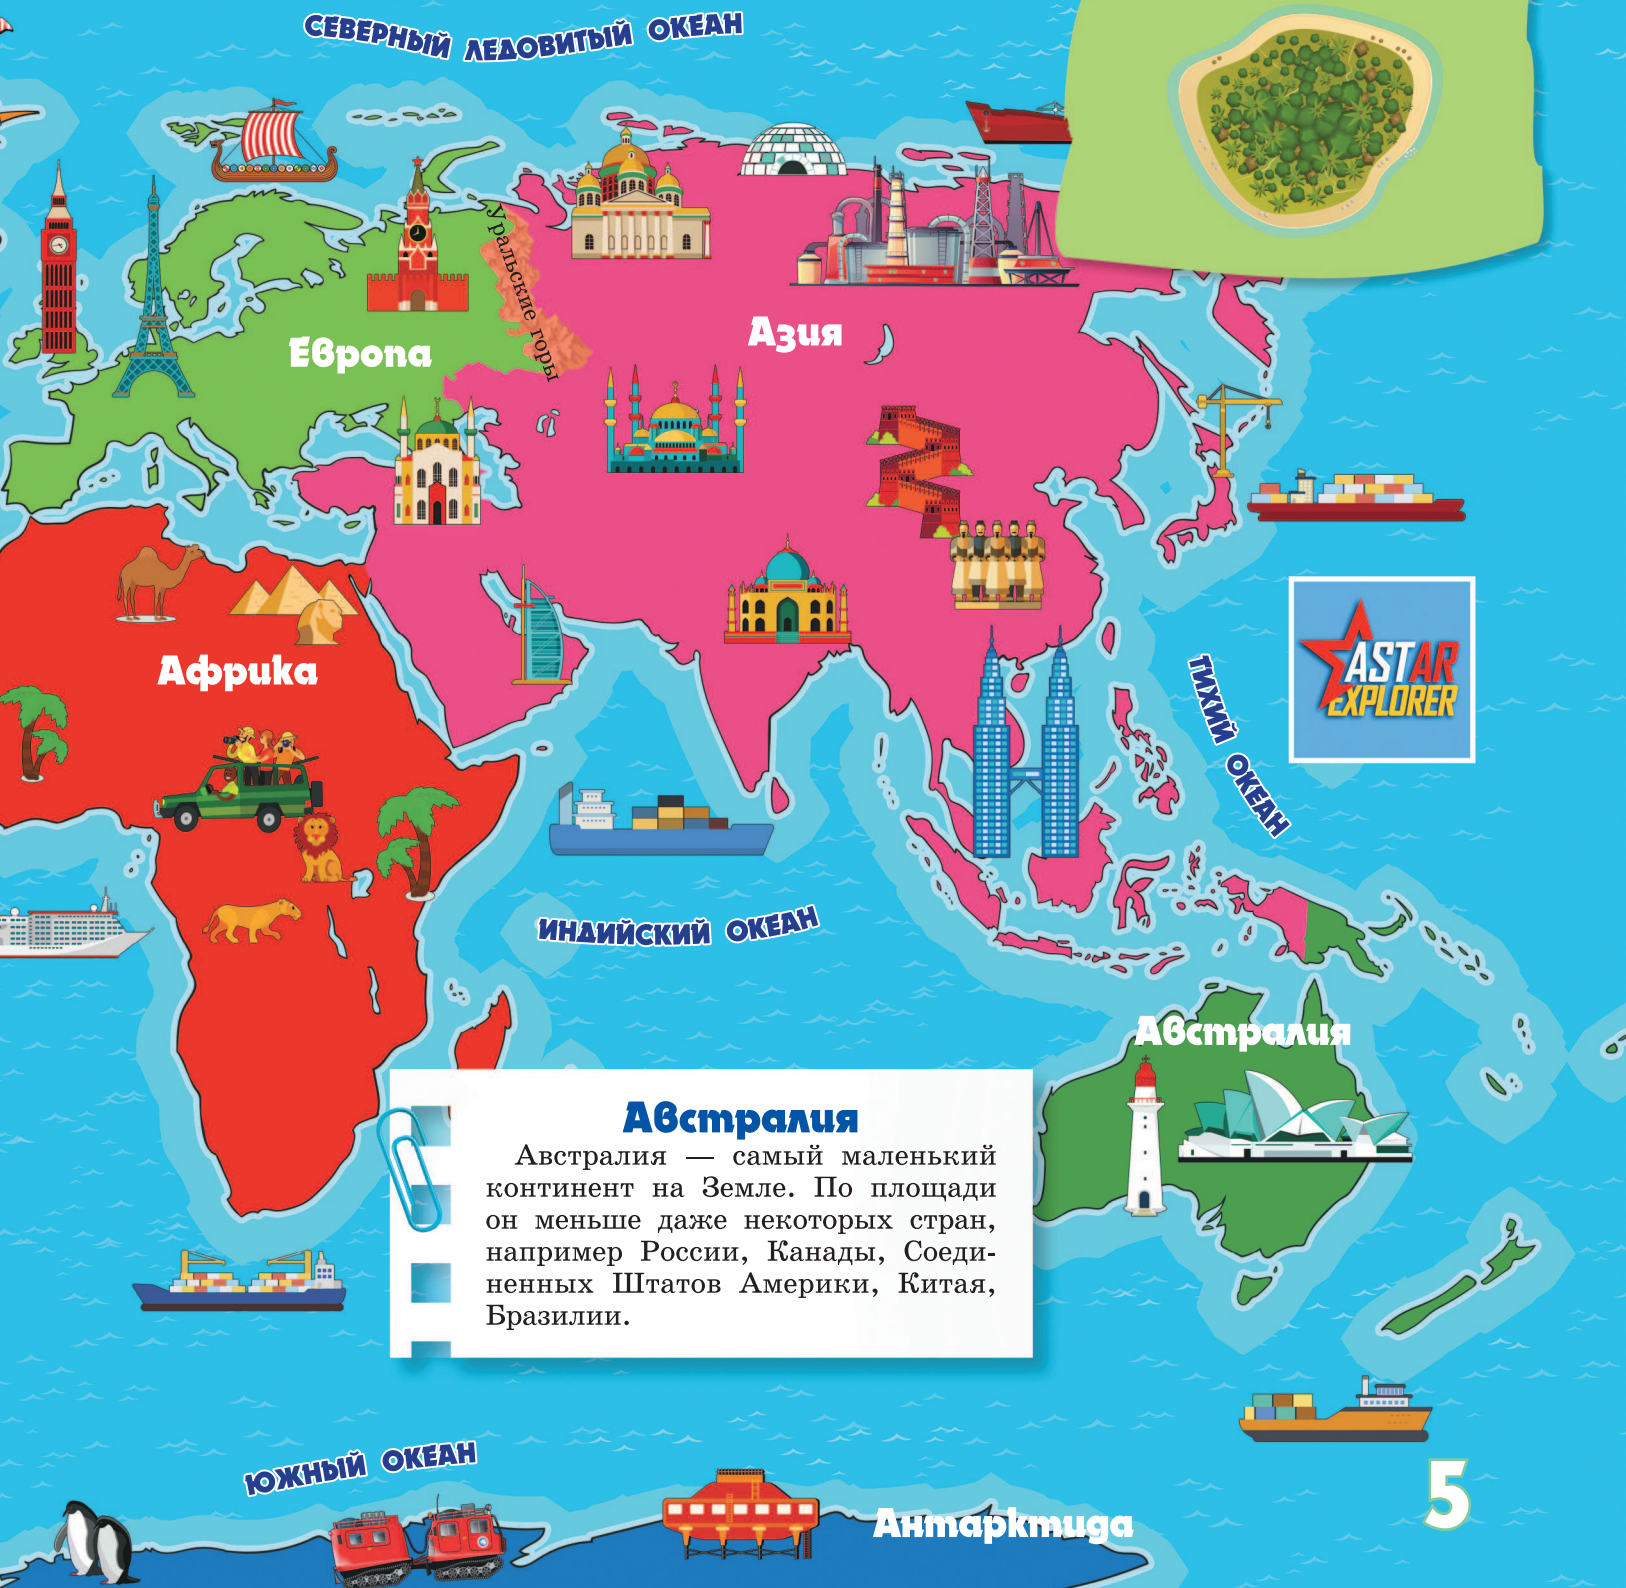 СЕВЕРНЫЙ ЛЕДОВИТЫЙ ОКЕАН
Уральские горы
Европа
Азия
Африка
ASTAR
EXPLORER
ТИХИЙ ОКЕАН
ИНДИЙСКИЙ ОКЕАН
Австралия
Австралия
Австралия — самый маленький
континент на Земле. По площади
он меньше даже некоторых стран,
например России, Канады, Соеди-
ненных Штатов Америки, Китая,
Бразилии.
ЮЖНЫЙ ОКЕАН
Антарктида
5